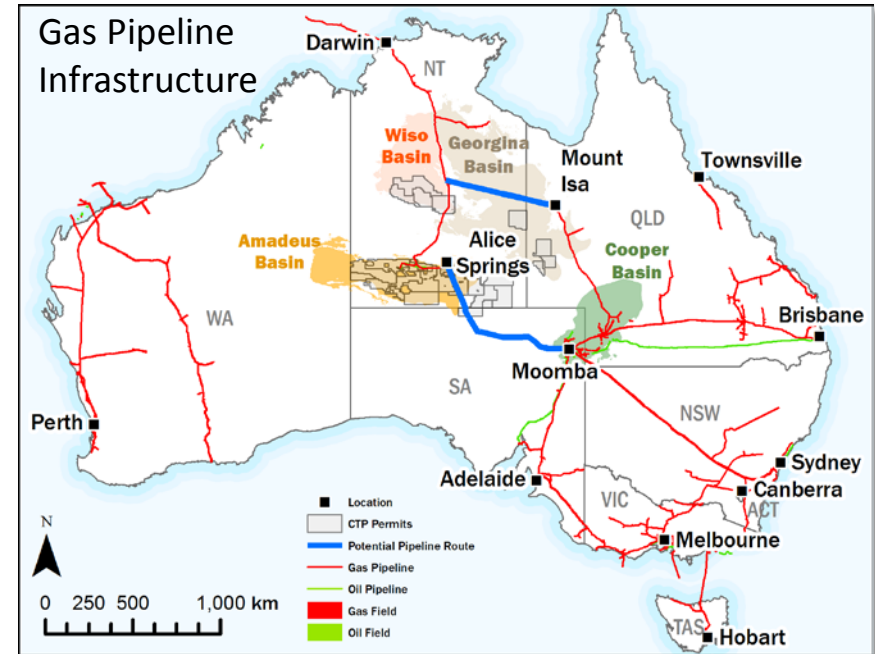 Gas Pipeline
Infrastructure
Darwin
NT
Wiso
Basin
Georgina
Basin
Mount
Isa
Townsville
QLD
Amadeus
Basin
Alice
Springs
Cooper
Basin
WA
Brisbane
Moomba
SA
NSW
Perth
Adelaide
Sydney
Canberra
ACT
VIC
Melbourne
TAS
Hobart
N
0 250 500 1,000 km
Location
CTP Permits
Potential Pipeline Route
Gas Pipeline
Oil Pipeline
Gas Field
Oil Field